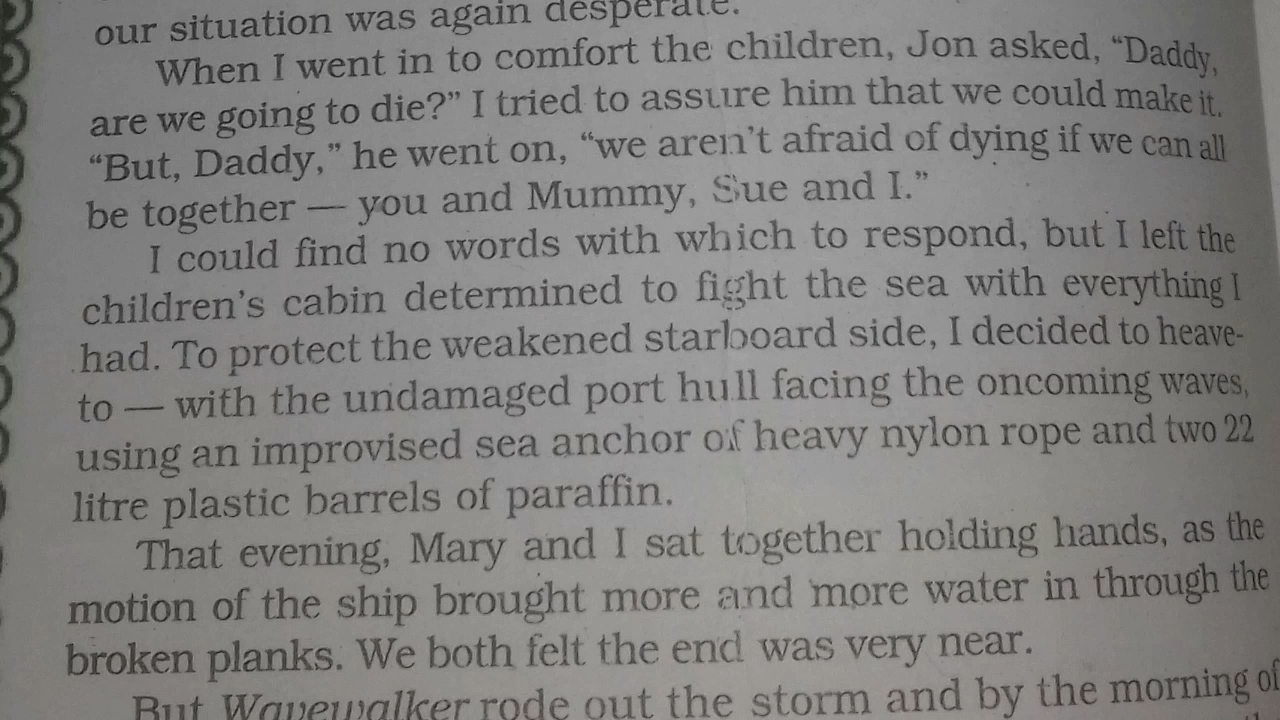 our situation was again desperate.
When I went in to comfort the children, Jon asked, “Daddy,
are we going to die?” I tried to assure him that we could make it.
“But, Daddy,” he went on, “we aren’t afraid of dying if we can all
be together — you and Mummy, Sue and I.”
I could find no words with which to respond, but I left the
children’s cabin determined to fight the sea with everything I
had. To protect the weakened starboard side, I decided to heave-
to — with the undamaged port hull facing the oncoming waves,
using an improvised sea anchor of heavy nylon rope and two 22
litre plastic barrels of paraffin.
That evening, Mary and I sat together holding hands, as the
motion of the ship brought more and more water in through the
broken planks. We both felt the end was very near.
But Wavewalker rode out the storm and by the morning of